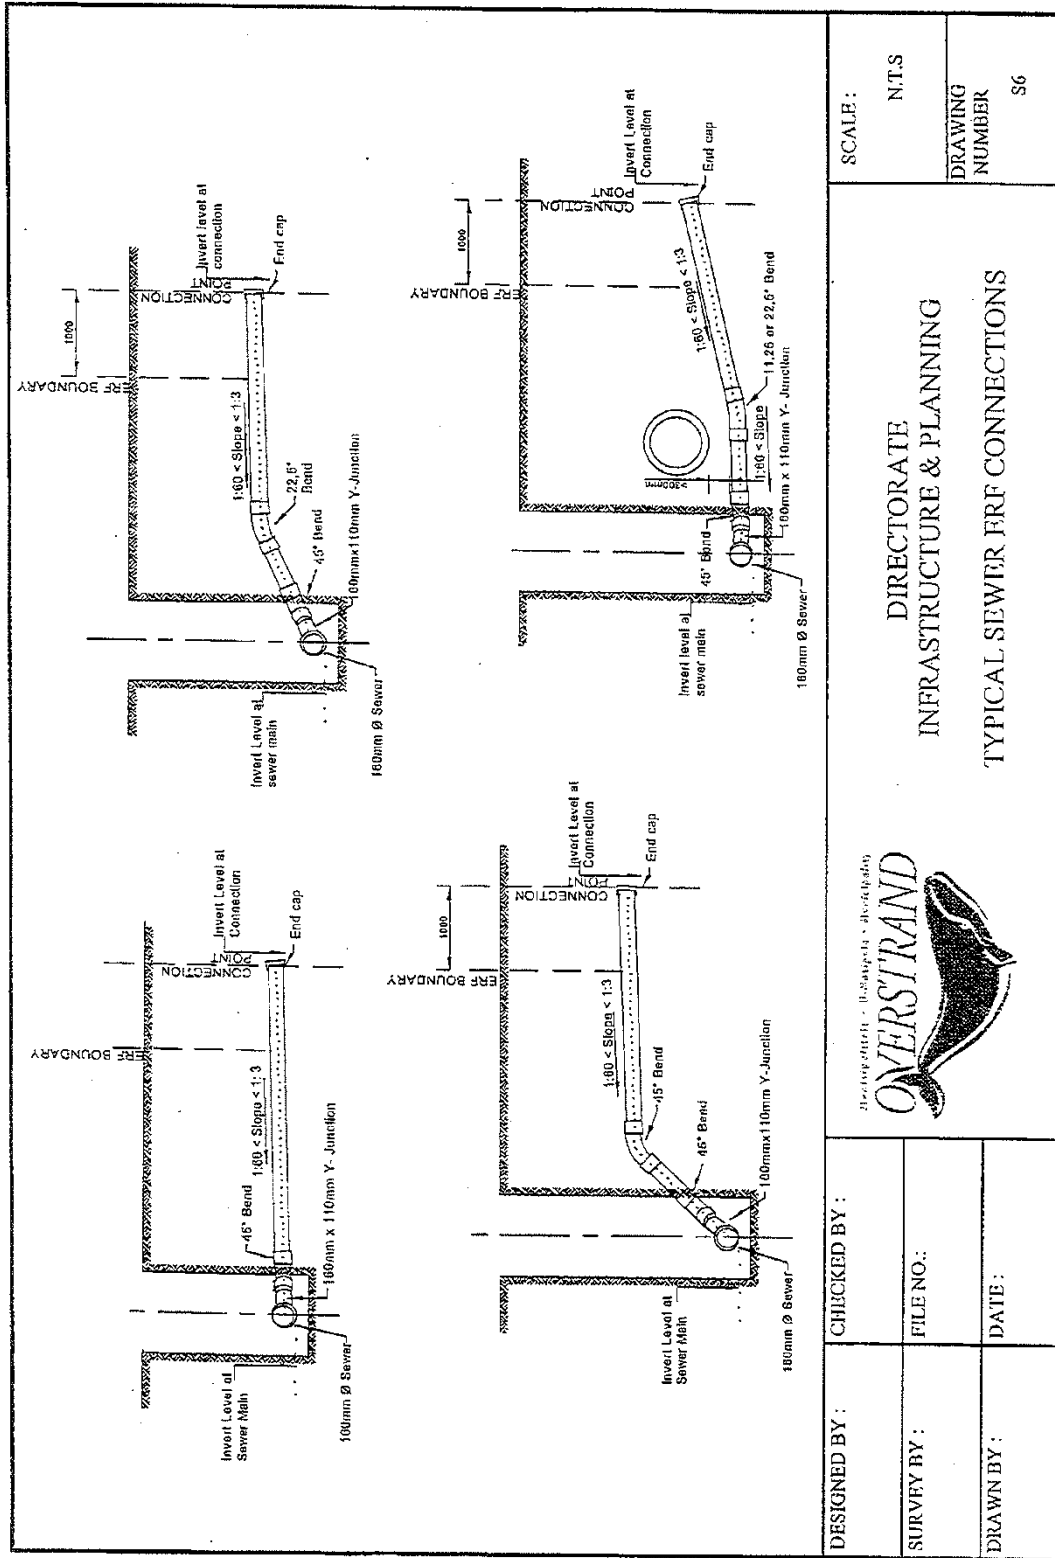 ERF BOUNDARY
CONNECTION
POINT
Invert Level at
Connection
End cap
1:60 < Slope < 1:3
45° Bend
160mm x 110mm Y- Junction
Invert Level at
Sewer Main
160mm Ø Sewer
ERF BOUNDARY
1000
CONNECTION
POINT
Invert level at
connection
End cap
1:60 < Slope < 1:3
22,5°
Bend
45° Bend
160mmx110mm Y-Junction
Invert Level at
sewer main
160mm Ø Sewer
ERF BOUNDARY
1000
CONNECTION
POINT
Invert Level at
Connection
End cap
1:60 < Slope < 1:3
45° Bend
45° Bend
160mmx110mm Y-Junction
Invert Level at
Sewer Main
160mm Ø Sewer
ERF BOUNDARY
1000
CONNECTION
POINT
Invert Level at
Connection
End cap
1:60 < Slope < 1:3
11,25 or 22,5° Bend
>300mm
1:60 < Slope
160mm x 110mm Y- Junction
45° Bend
Invert level at
sewer main
160mm Ø Sewer
DESIGNED BY :
CHECKED BY :
SURVEY BY :
FILE NO.:
DRAWN BY :
DATE :
Munisipaliteit - U-Masipala - Municipality
OVERSTRAND
DIRECTORATE
INFRASTRUCTURE & PLANNING
TYPICAL SEWER ERF CONNECTIONS
SCALE :
N.T.S
DRAWING
NUMBER
S6